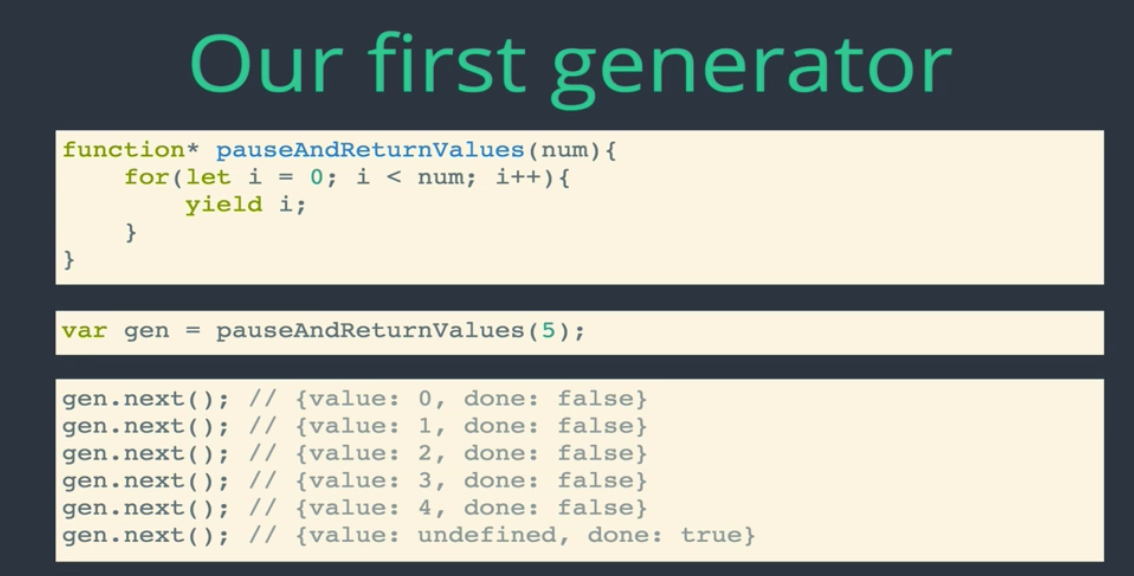 Our first generator
function* pauseAndReturnValues(num){
    for(let i = 0; i < num; i++){
        yield i;
    }
}
var gen = pauseAndReturnValues(5);
gen.next(); // {value: 0, done: false}
gen.next(); // {value: 1, done: false}
gen.next(); // {value: 2, done: false}
gen.next(); // {value: 3, done: false}
gen.next(); // {value: 4, done: false}
gen.next(); // {value: undefined, done: true}